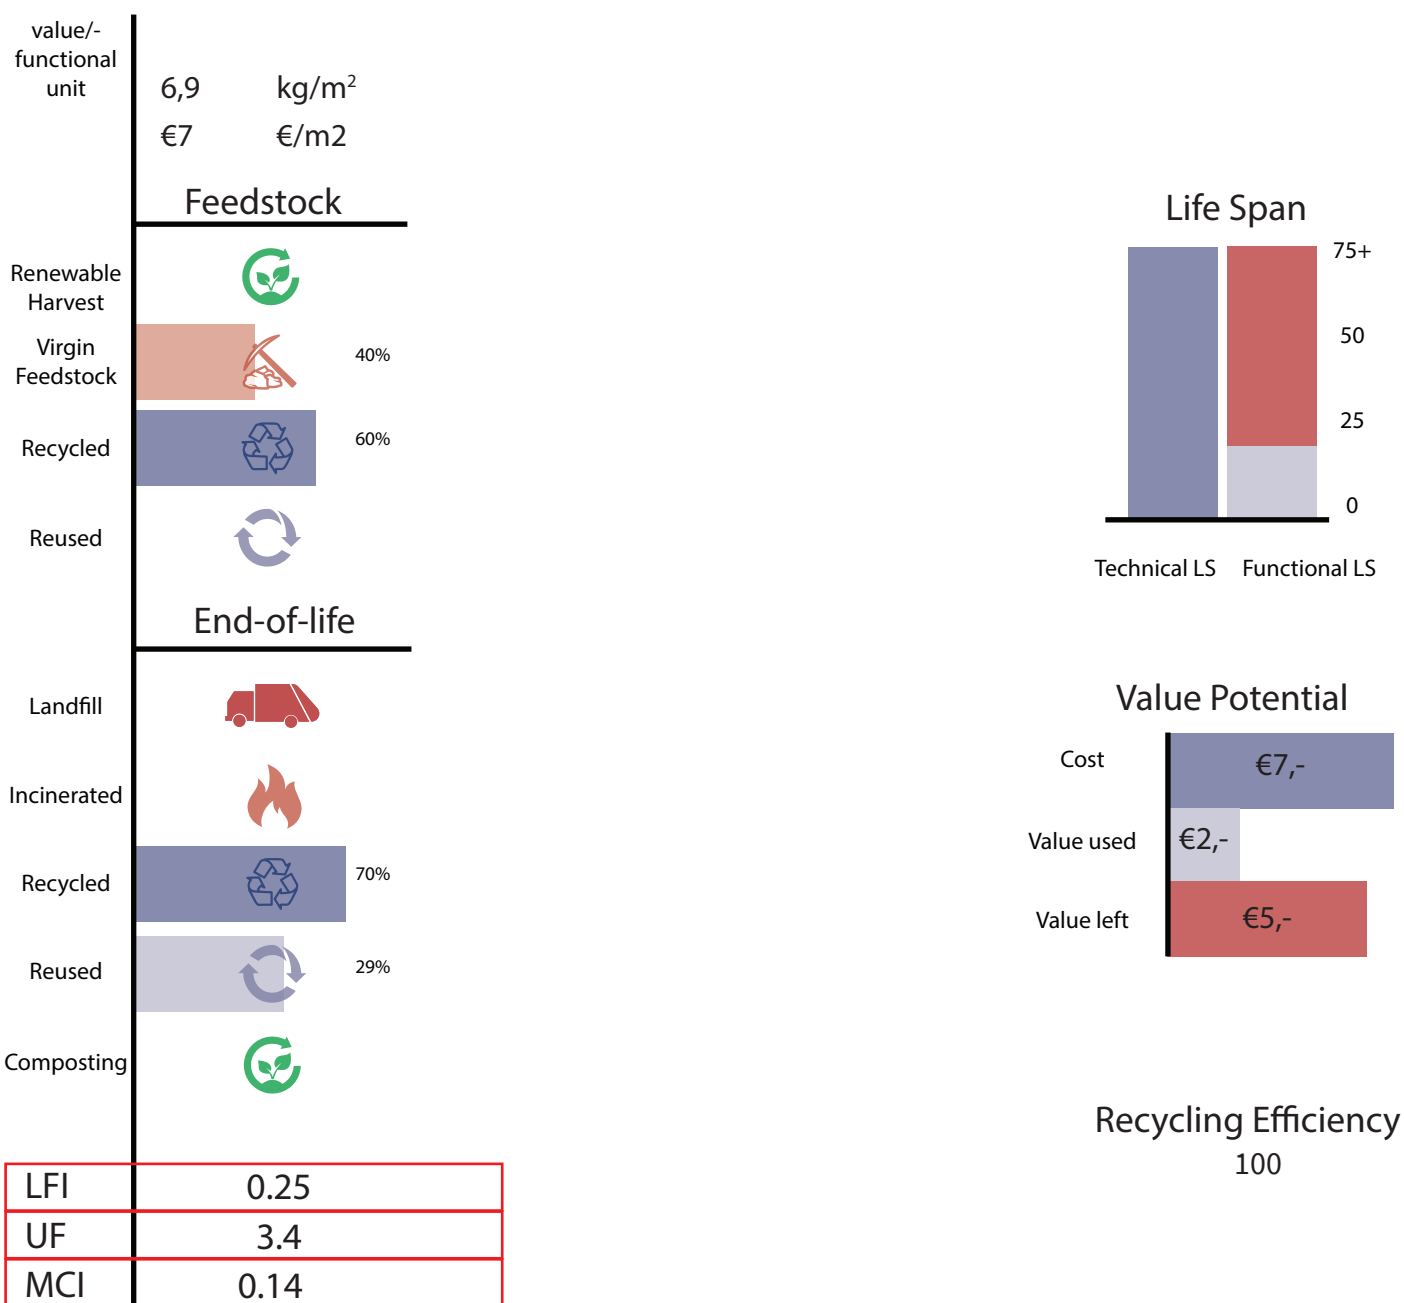 value/-
functional
unit
6,9 kg/m²
€7 €/m2
Feedstock
Renewable
Harvest
Virgin
Feedstock
40%
Recycled
60%
Reused
End-of-life
Landfill
Incinerated
Recycled
70%
Reused
29%
Composting
LFI 0.25
UF 3.4
MCI 0.14
Life Span
75+
50
25
0
Technical LS Functional LS
Value Potential
Cost €7,-
Value used €2,-
Value left €5,-
Recycling Efficiency
100